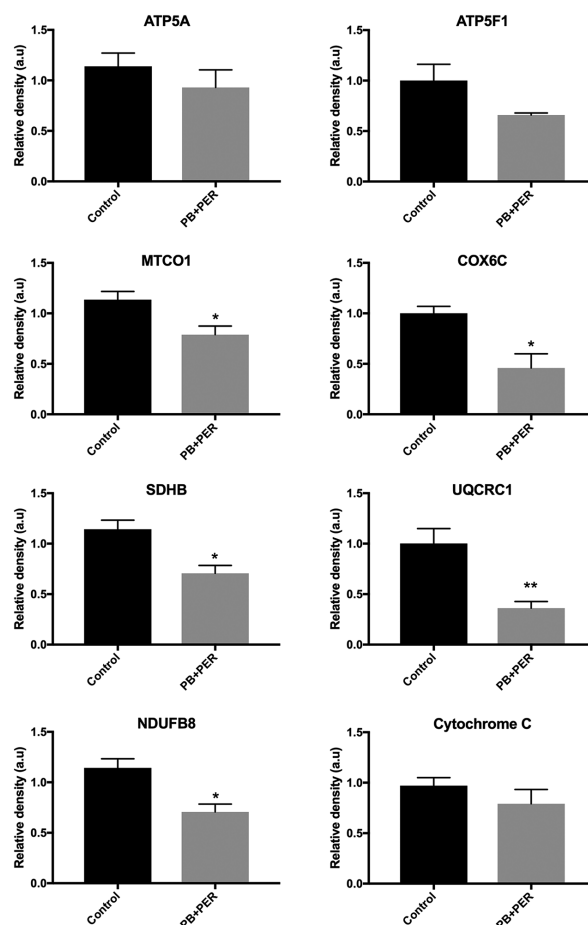 ATP5A
Relative density (a.u)
1.5
1.0
0.5
0.0
Control
PB+PER
ATP5F1
Relative density (a.u)
1.5
1.0
0.5
0.0
Control
PB+PER
MTCO1
Relative density (a.u)
1.5
1.0
0.5
0.0
*
Control
PB+PER
COX6C
Relative density (a.u)
1.5
1.0
0.5
0.0
*
Control
PB+PER
SDHB
Relative density (a.u)
1.5
1.0
0.5
0.0
*
Control
PB+PER
UQCRC1
Relative density (a.u)
1.5
1.0
0.5
0.0
**
Control
PB+PER
NDUFB8
Relative density (a.u)
1.5
1.0
0.5
0.0
*
Control
PB+PER
Cytochrome C
Relative density (a.u)
1.5
1.0
0.5
0.0
Control
PB+PER